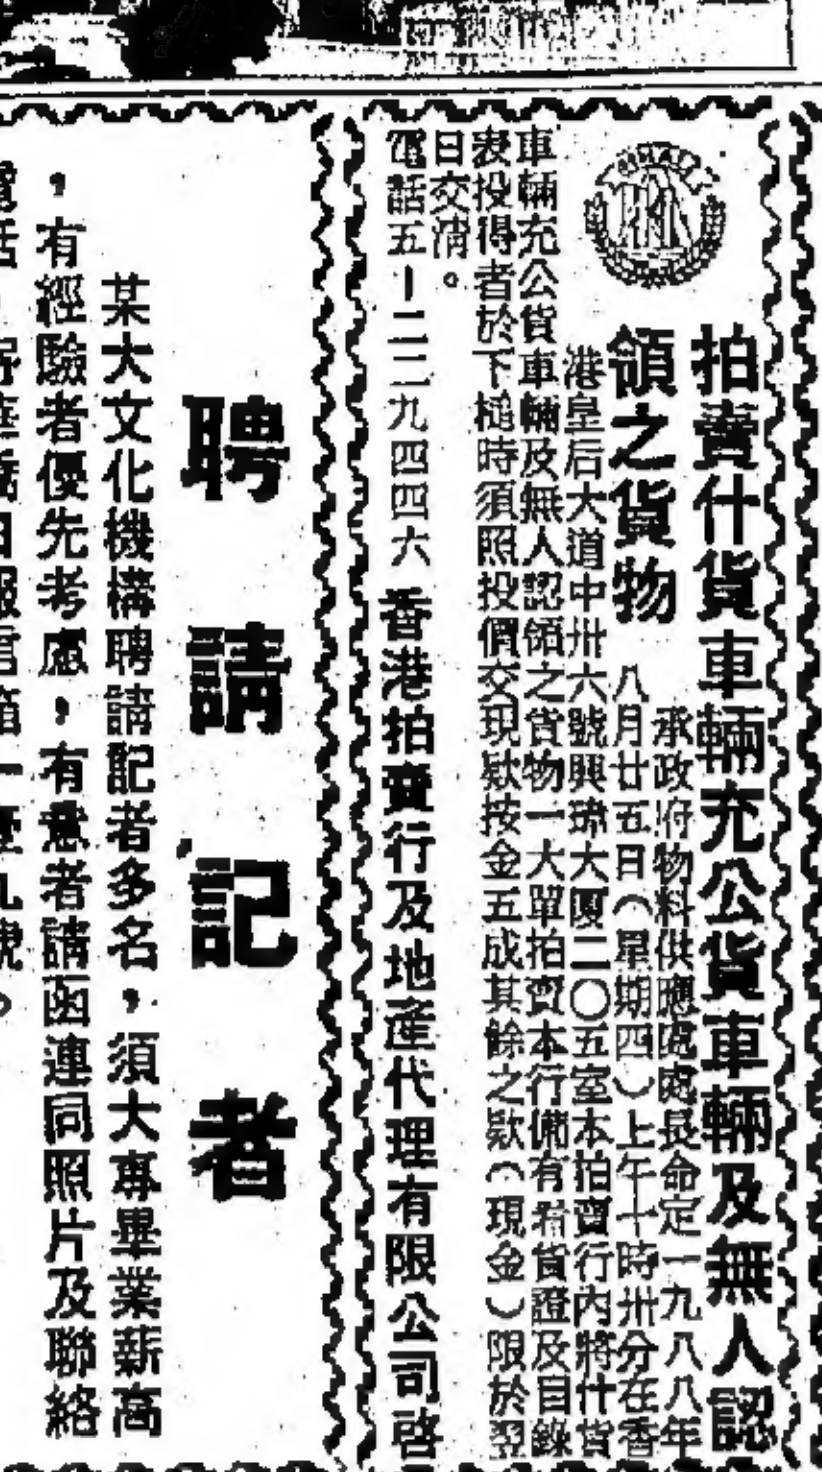 拍賣什貨車輛充公貨車輛及無人認
領之貨物
承政府物料供應處處長命定一九八八年
八月廿五日（星期四）上午十時卅分在香
港皇后大道中卅六號興瑋大廈二〇五室本拍賣行内將什貨
車輛充公貨車輛及無人認領之貨物一大單拍賣本行備有看貨證及目錄
表投得者於下槌時須照投價交現款按金五成其餘之款（現金）限於翌
日交清。
電話五－二二九四四六香港拍賣行及地產代理有限公司啓
聘請記者
某大文化機構聘請記者多名，須大專畢業薪高
，有經驗者優先考慮，有意者請函連同照片及聯絡